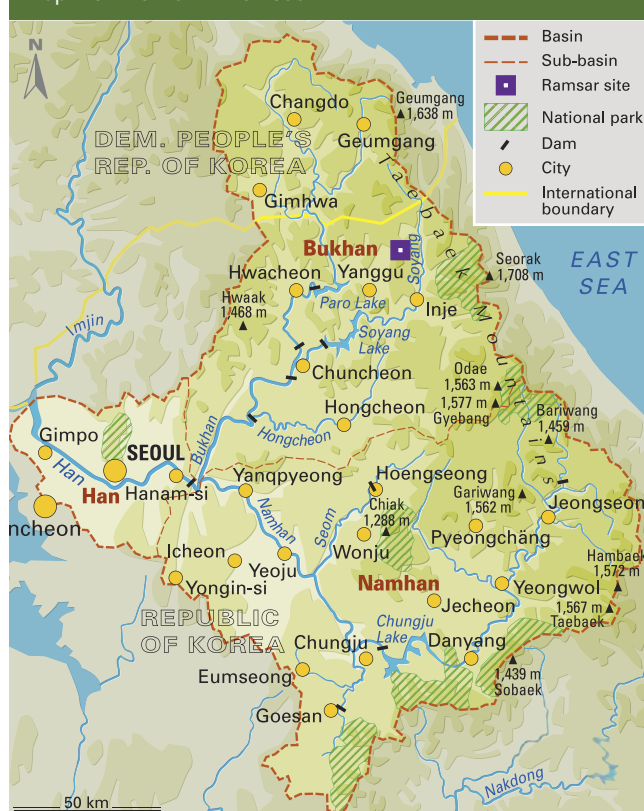 N
Basin
Sub-basin
Ramsar site
National park
Dam
City
International
boundary
Changdo
Geumgang
1,638 m
DEM. PEOPLE'S
REP. OF KOREA
Geumgang
Gimhwa
Taebaek Mountains
Bukhan
Soyang
Seorak
1,708 m
EAST
SEA
Hwacheon
Yanggu
Hwaak
1,468 m
Paro Lake
Inje
Imjin
Soyang
Lake
Chuncheon
Odae
1,563 m
1,577 m
Gyebang
Bariwang
1,459 m
Hongcheon
Hongcheon
Bukhan
Gimpo
SEOUL
Han
Han
Hanam-si
Yanqpyeong
Hoengseong
Gariwang
1,562 m
Jeongseon
ncheon
Namhan
Seom
Chiak
1,288 m
Pyeongchäng
Icheon
Yeoju
Wonju
Hambaek
1,572 m
Yongin-si
Namhan
Yeongwol
Jecheon
1,567 m
Taebaek
REPUBLIC
OF KOREA
Chungju
Lake
Chungju
Danyang
Eumseong
1,439 m
Sobaek
Goesan
Nakdong
50 km